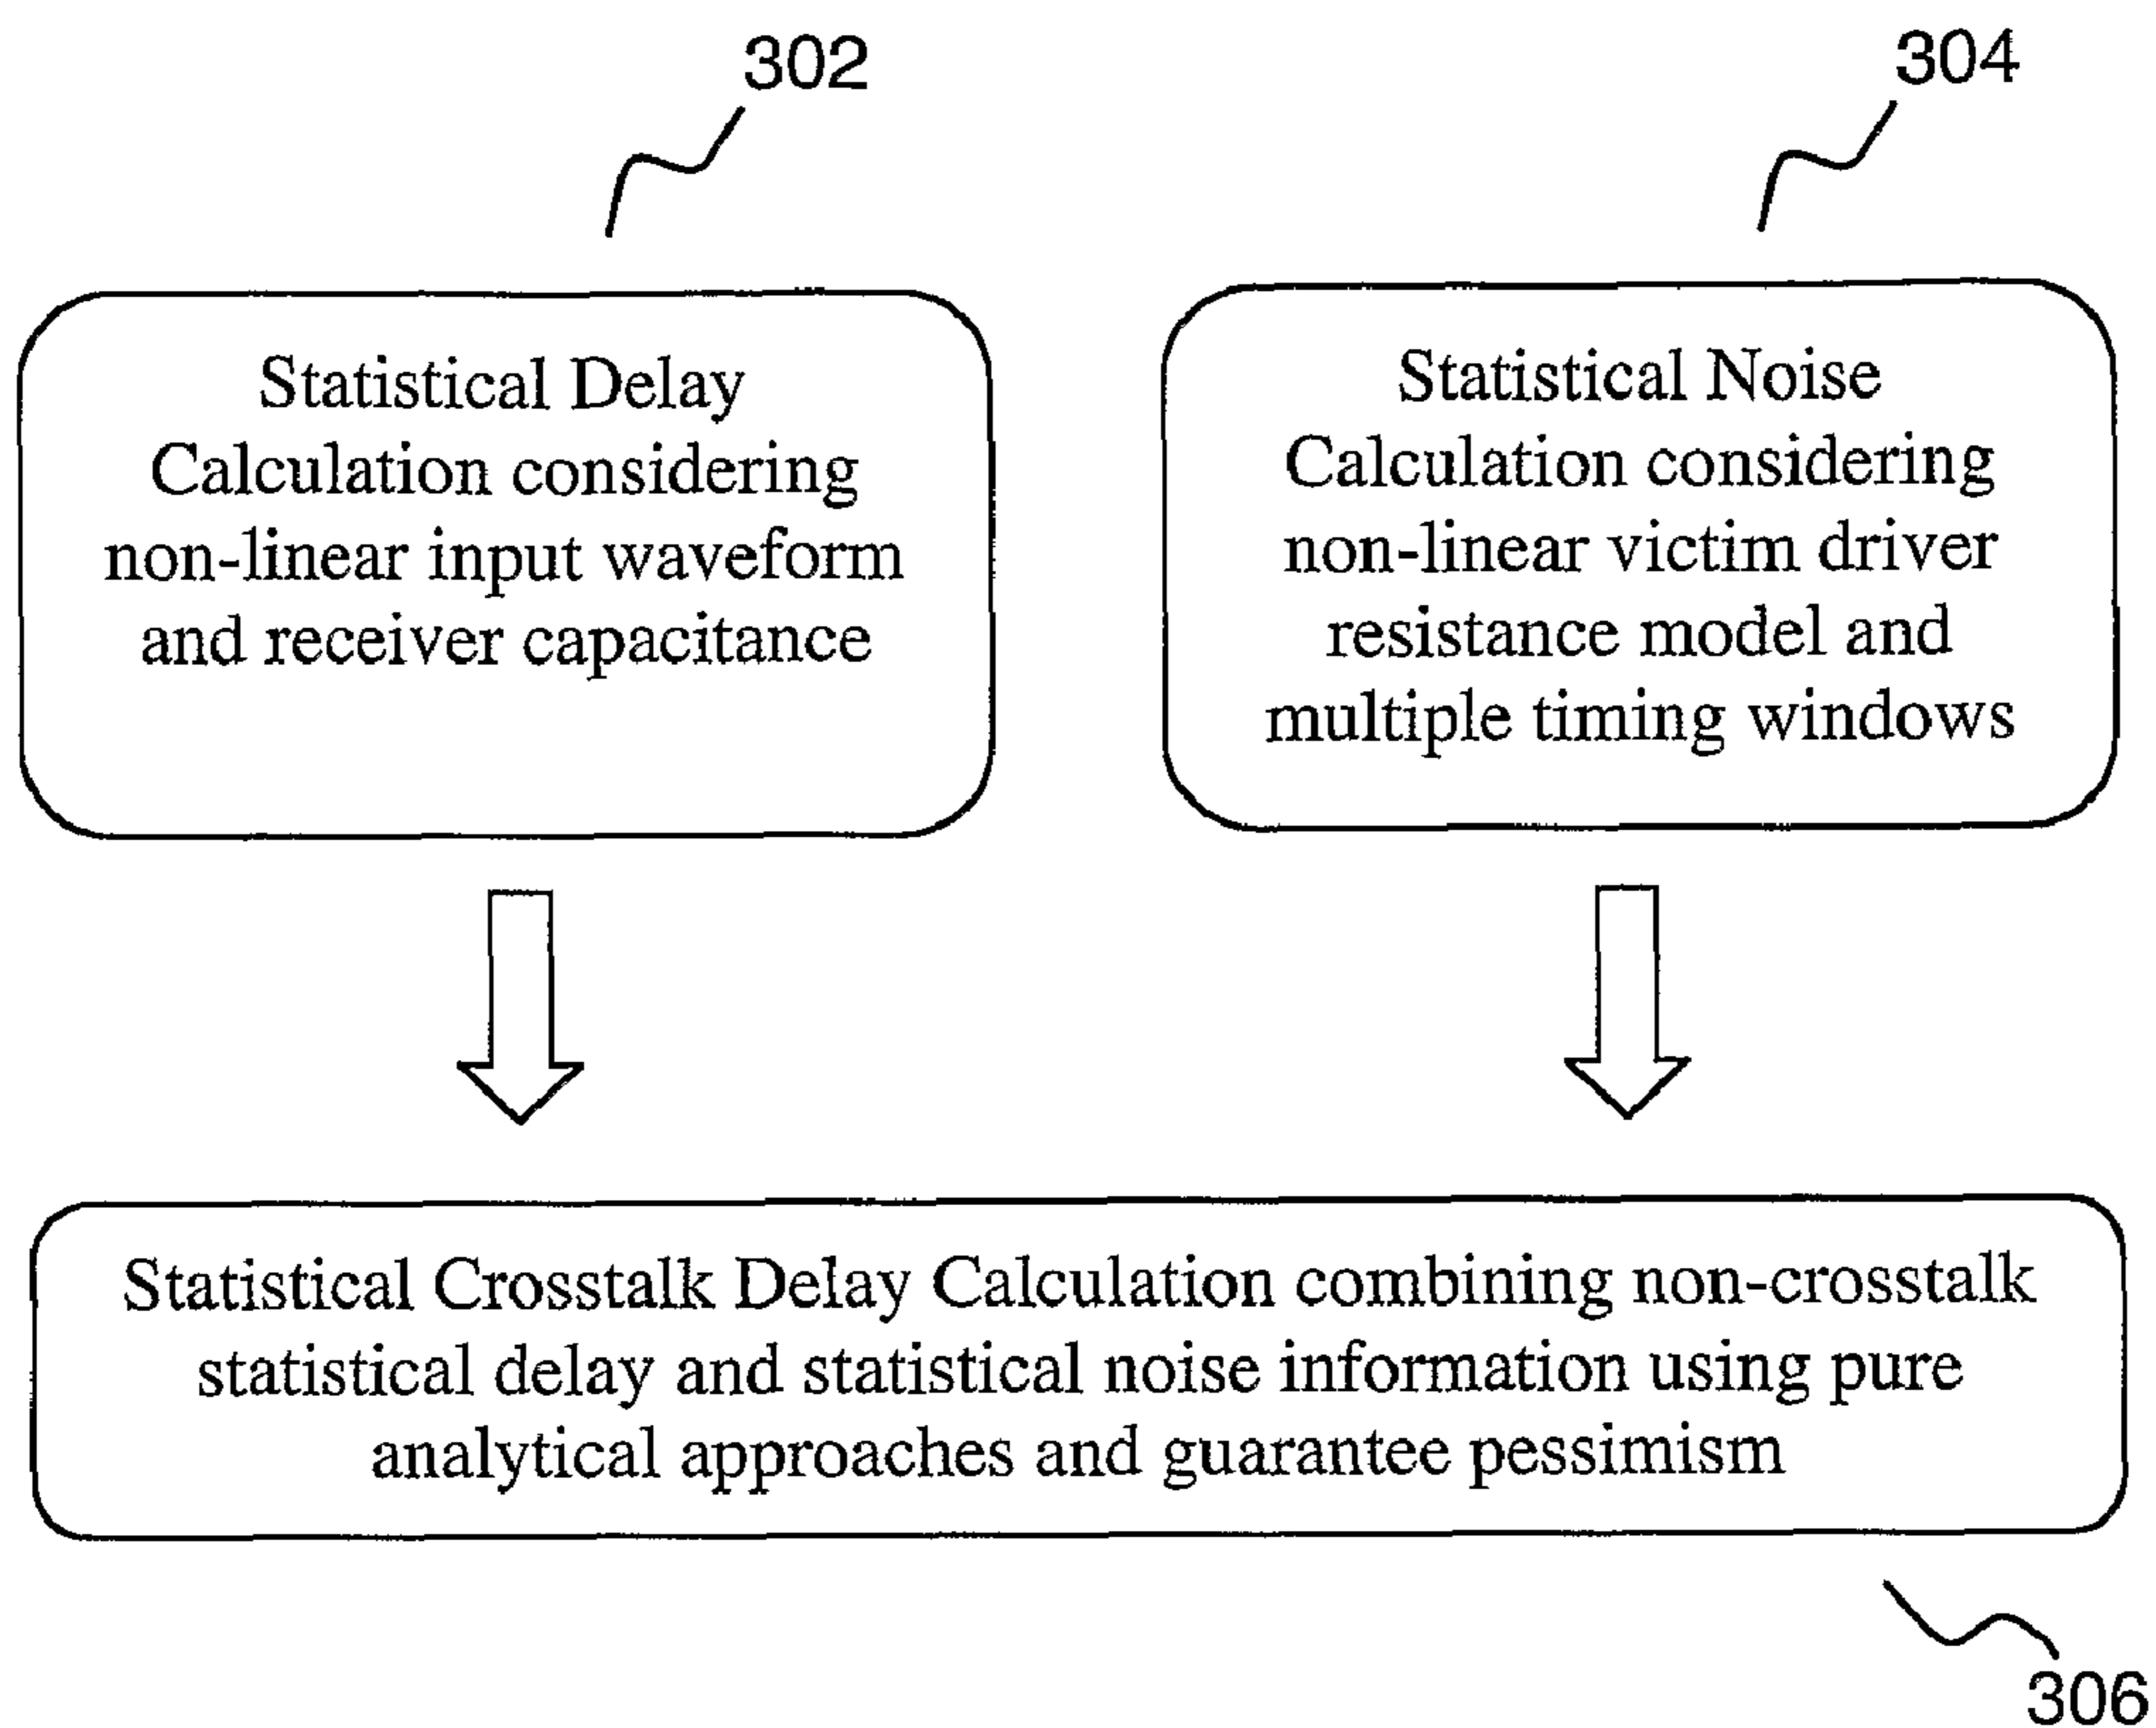 302
304
Statistical Delay
Calculation considering
non-linear input waveform
and receiver capacitance
Statistical Noise
Calculation considering
non-linear victim driver
resistance model and
multiple timing windows
Statistical Crosstalk Delay Calculation combining non-crosstalk
statistical delay and statistical noise information using pure
analytical approaches and guarantee pessimism
306